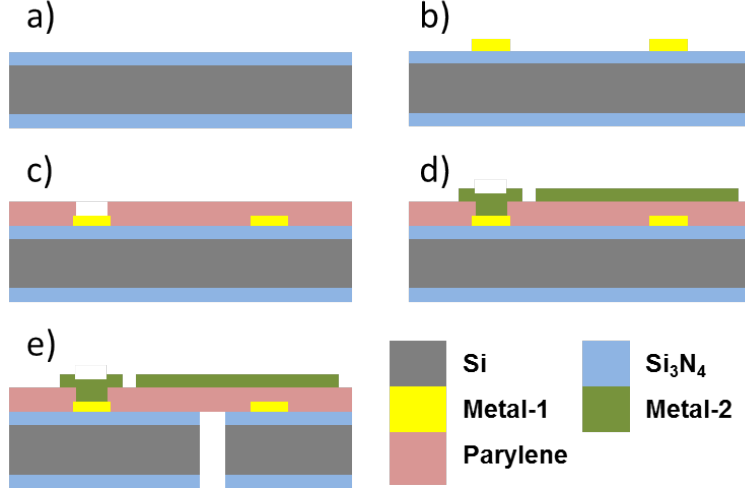 a)
b)
c)
d)
e)
Si
Si₃N₄
Metal-1
Metal-2
Parylene